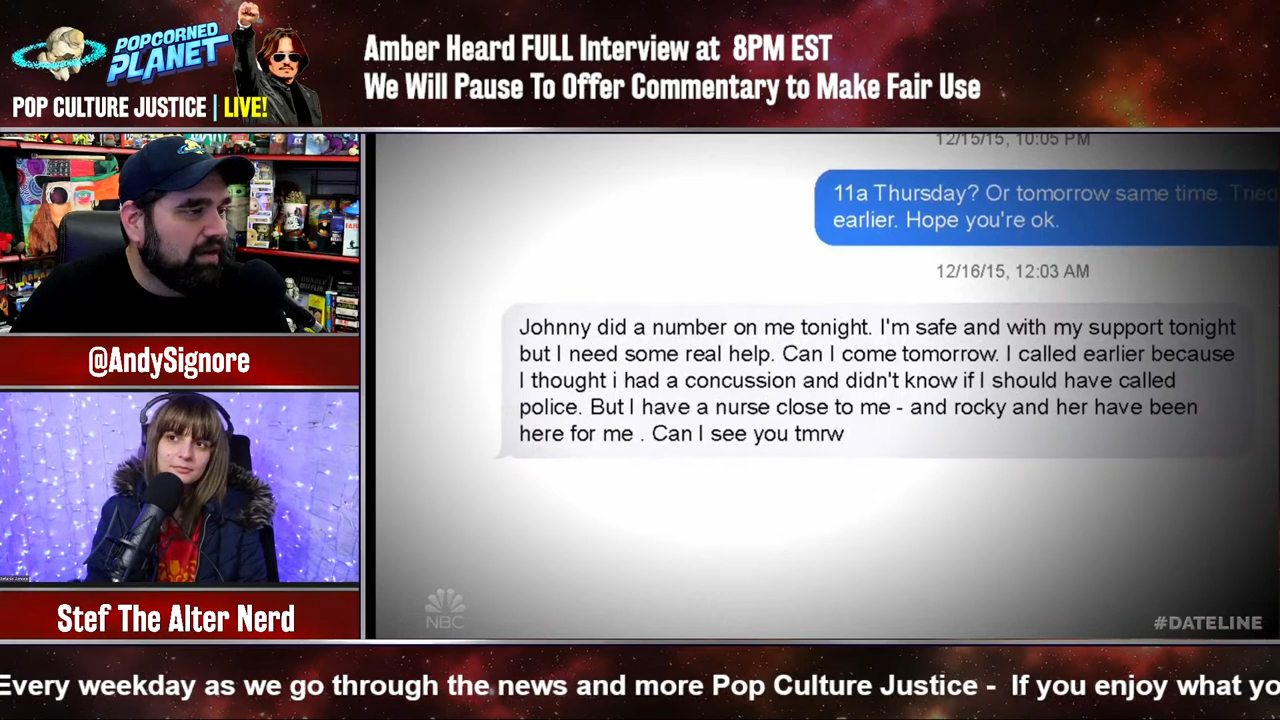 POPCORNED
PLANET
POP CULTURE JUSTICE | LIVE!
Amber Heard FULL Interview at 8PM EST
We Will Pause To Offer Commentary to Make Fair Use
@AndySignore
Stef The Alter Nerd
12/15/15, 10:05 PM
11a Thursday? Or tomorrow same time. Tried
earlier. Hope you're ok.
12/16/15, 12:03 AM
Johnny did a number on me tonight. I'm safe and with my support tonight
but I need some real help. Can I come tomorrow. I called earlier because
I thought i had a concussion and didn't know if I should have called
police. But I have a nurse close to me - and rocky and her have been
here for me . Can I see you tmrw
NBC
#DATELINE
Every weekday as we go through the news and more Pop Culture Justice - If you enjoy what yo